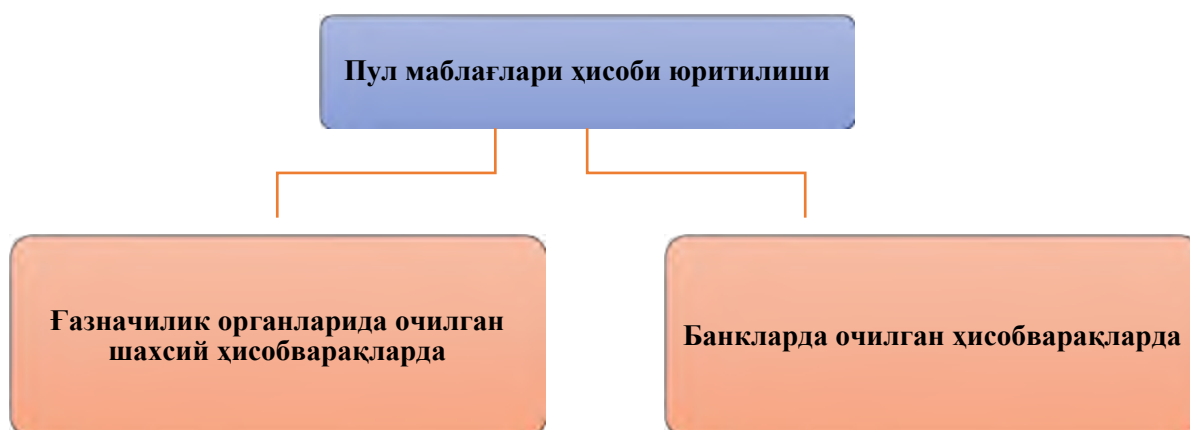 Пул маблағлари ҳисоби юритилиши
Ғазначилик органларида очилган
шахсий ҳисобварақларда
Банкларда очилган ҳисобварақларда